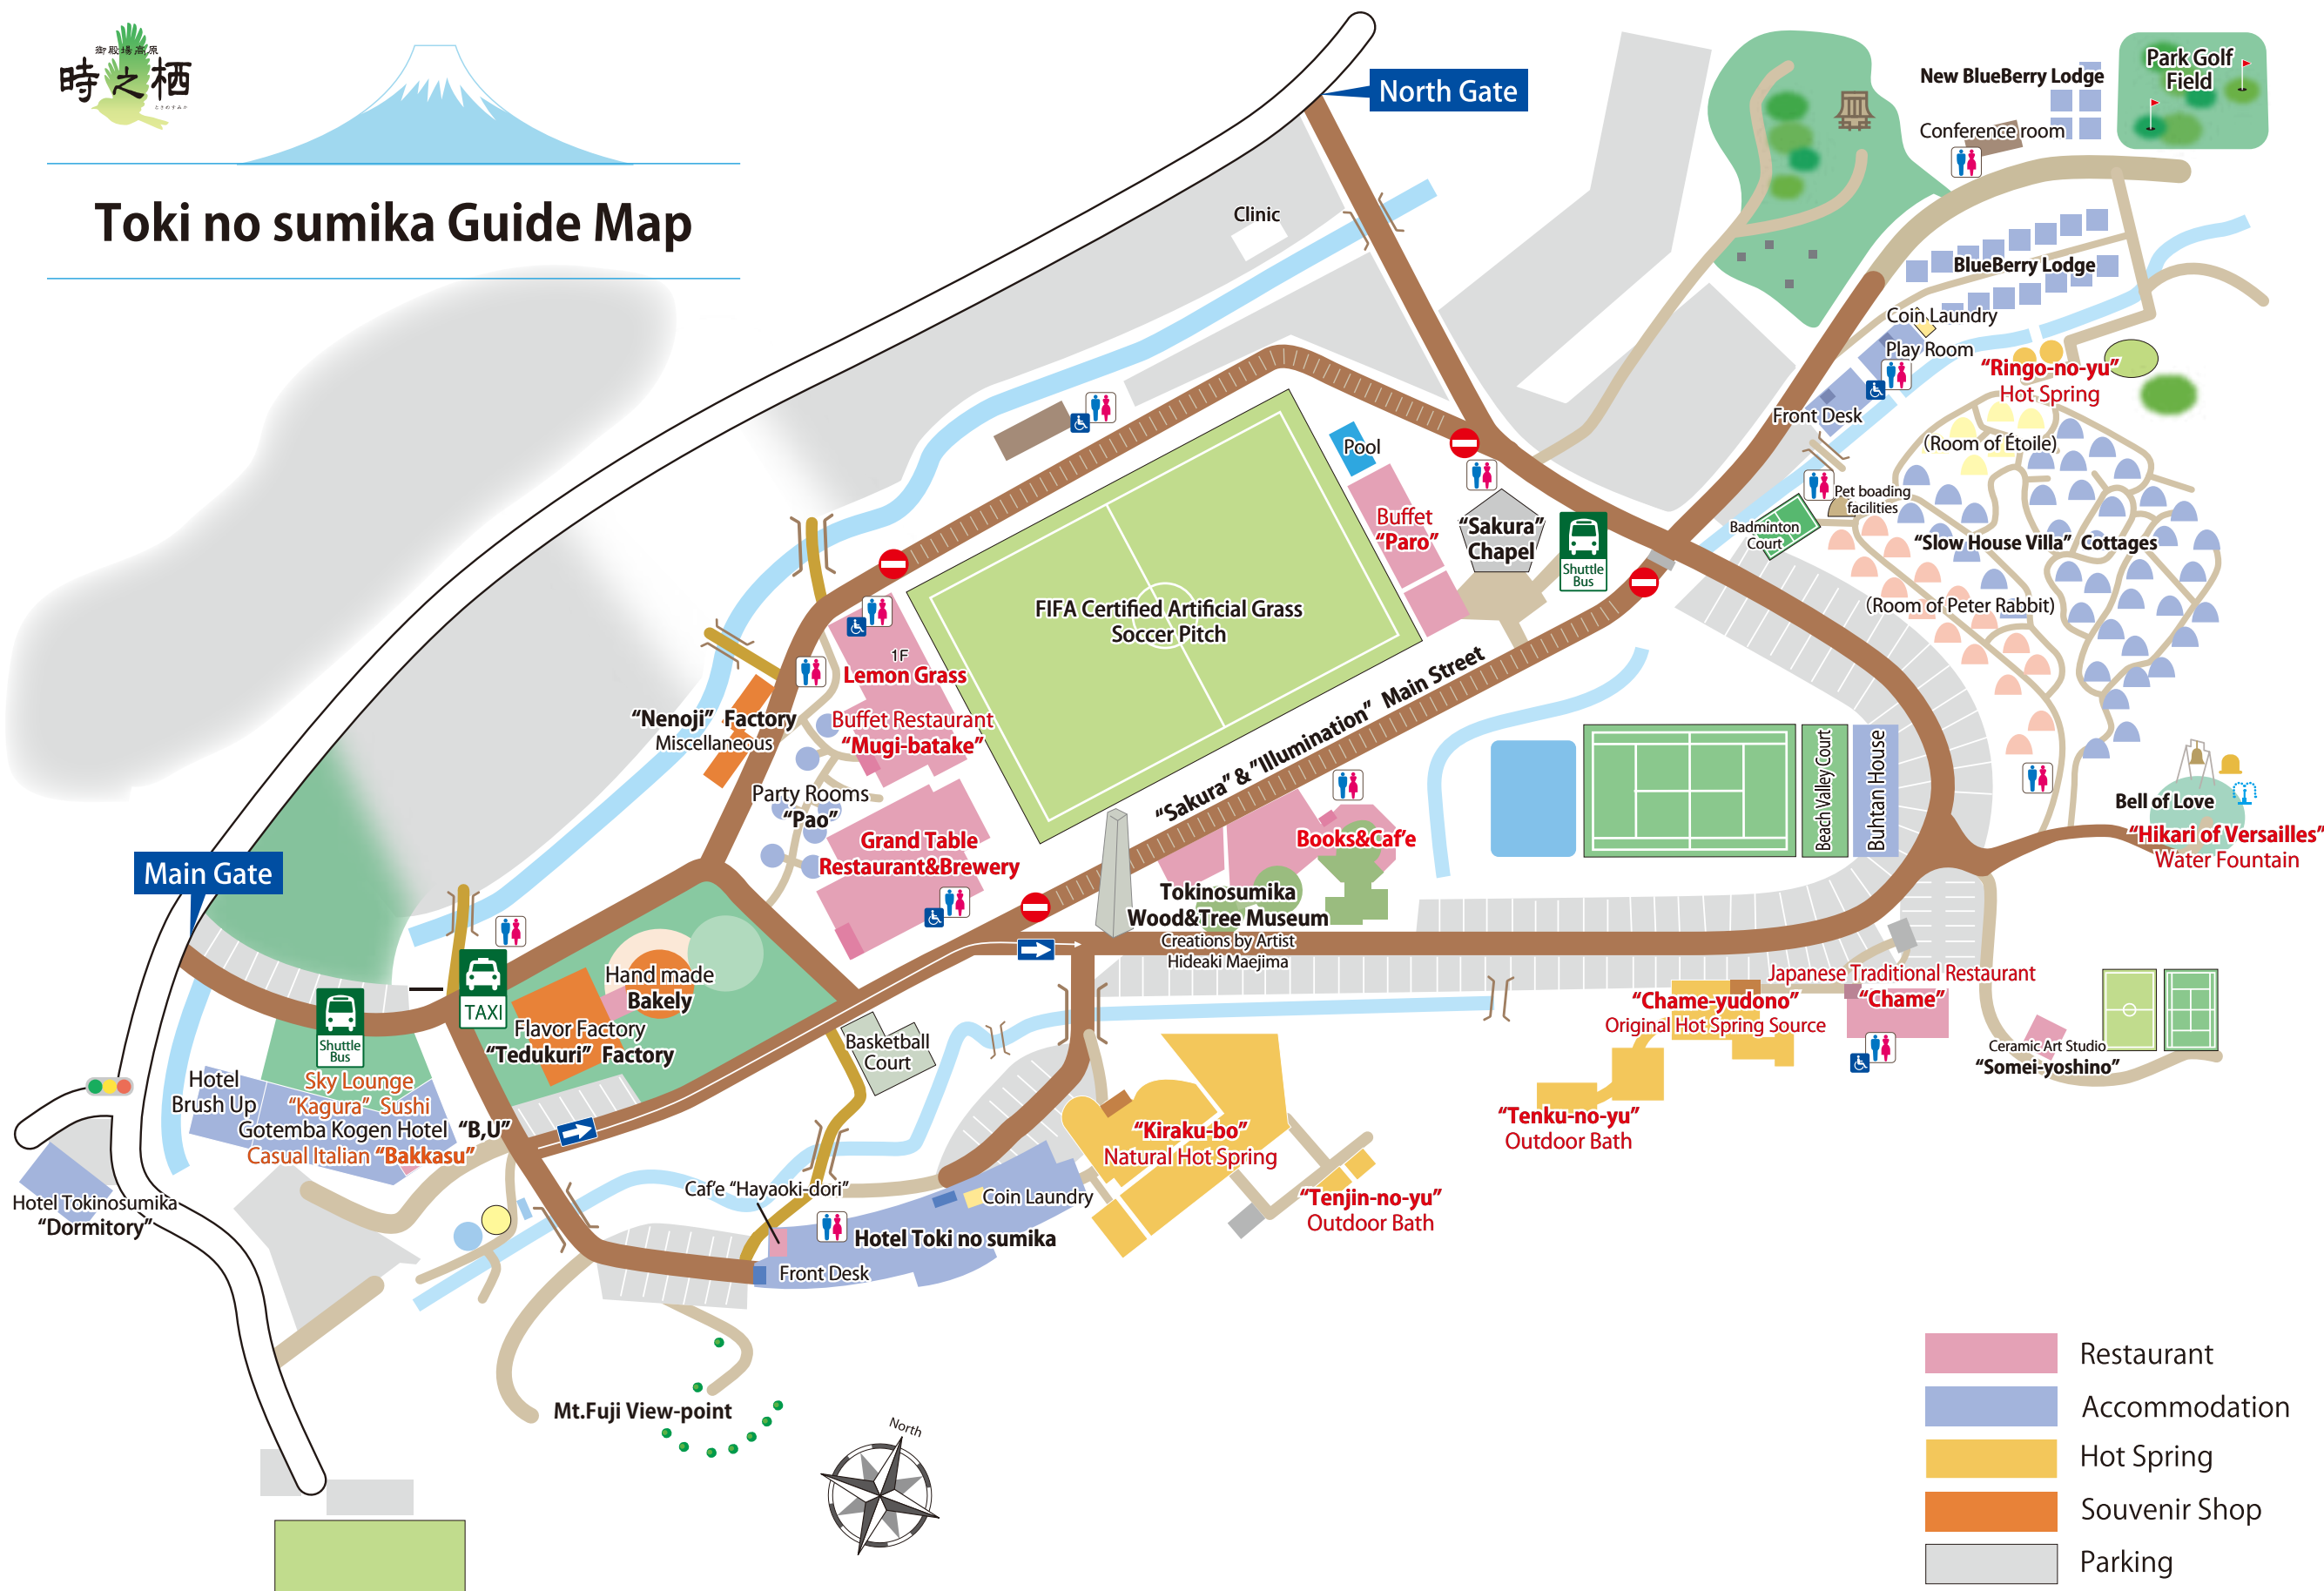 御殿場高原
時之栖
ときのすみか
Toki no sumika Guide Map
North Gate
Clinic
New BlueBerry Lodge
Conference room
Park Golf
Field
BlueBerry Lodge
Coin Laundry
Play Room
Front Desk
“Ringo-no-yu”
Hot Spring
(Room of Étoile)
Pet boading
facilities
Badminton
Court
“Slow House Villa” Cottages
(Room of Peter Rabbit)
Pool
Buffet
“Paro”
“Sakura”
Chapel
Shuttle
Bus
FIFA Certified Artificial Grass
Soccer Pitch
1F
Lemon Grass
Buffet Restaurant
“Mugi-batake”
“Nenoji” Factory
Miscellaneous
Party Rooms
“Pao”
Grand Table
Restaurant&Brewery
“Sakura” & ”Illumination” Main Street
Books&Caf’e
Tokinosumika
Wood&Tree Museum
Creations by Artist
Hideaki Maejima
Beach Valley Court
Buhtan House
Bell of Love
“Hikari of Versailles”
Water Fountain
Main Gate
TAXI
Shuttle
Bus
Hand made
Bakely
Flavor Factory
“Tedukuri” Factory
Basketball
Court
Hotel
Brush Up
Sky Lounge
“Kagura” Sushi
Gotemba Kogen Hotel “B,U”
Casual Italian “Bakkasu”
Hotel Tokinosumika
“Dormitory”
Caf’e “Hayaoki-dori”
Coin Laundry
Hotel Toki no sumika
Front Desk
“Kiraku-bo”
Natural Hot Spring
“Tenjin-no-yu”
Outdoor Bath
“Chame-yudono”
Original Hot Spring Source
Japanese Traditional Restaurant
“Chame”
“Tenku-no-yu”
Outdoor Bath
Ceramic Art Studio
“Somei-yoshino”
Mt.Fuji View-point
North
Restaurant
Accommodation
Hot Spring
Souvenir Shop
Parking